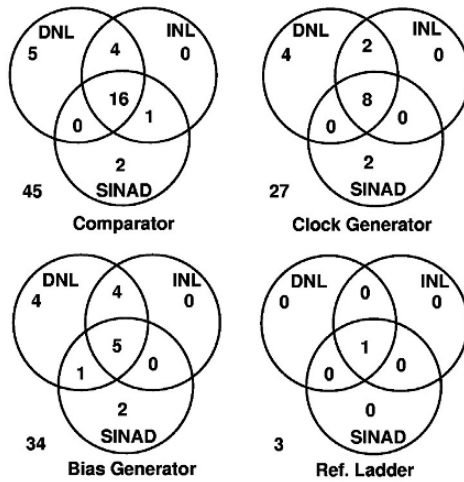 DNL INL DNL INL
5 4 0 4 2 0
16 8
0 1 0 0
2 2
45 SINAD 27 SINAD
Comparator Clock Generator
DNL INL DNL INL
4 4 0 0 0 0
5 1
1 0 0 0
2 0
34 SINAD 3 SINAD
Bias Generator Ref. Ladder